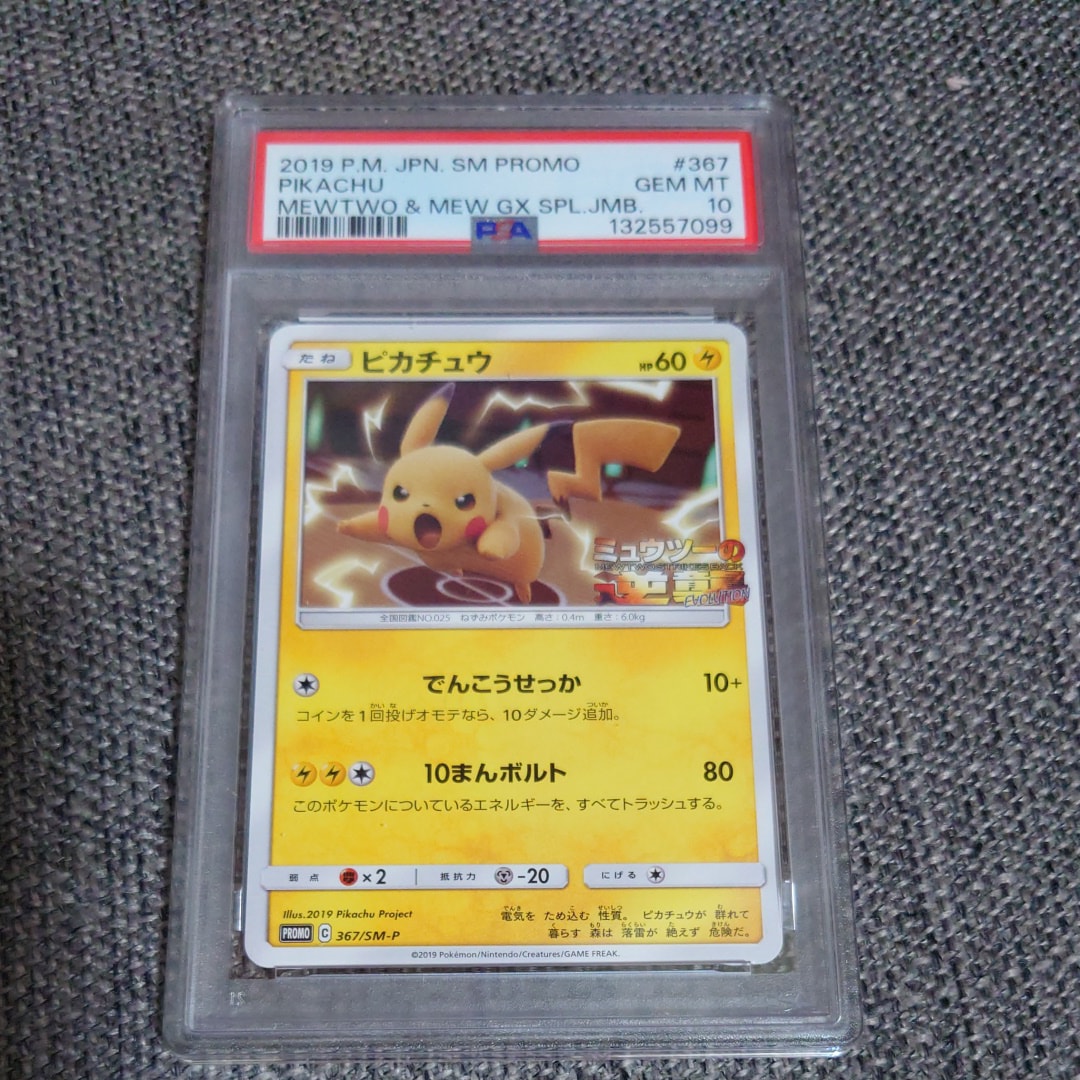 2019 P.M. JPN. SM PROMO #367
PIKACHU GEM MT
MEWTWO & MEW GX SPL.JMB. 10
PSA 132557099
たね ピカチュウ HP 60
ミュウツーの
MEWTWO STRIKES BACK
逆襲
EVOLUTION
全国図鑑NO.025 ねずみポケモン 高さ:0.4m 重さ:6.0kg
でんこうせっか 10+
コインを1回投げオモテなら、10ダメージ追加。
10まんボルト 80
このポケモンについているエネルギーを、すべてトラッシュする。
弱点 ×2 抵抗力 -20 にげる
Illus.2019 Pikachu Project
電気を ため込む 性質。 ピカチュウが 群れて
暮らす 森は 落雷が 絶えず 危険だ。
PROMO C 367/SM-P
©2019 Pokémon/Nintendo/Creatures/GAME FREAK.